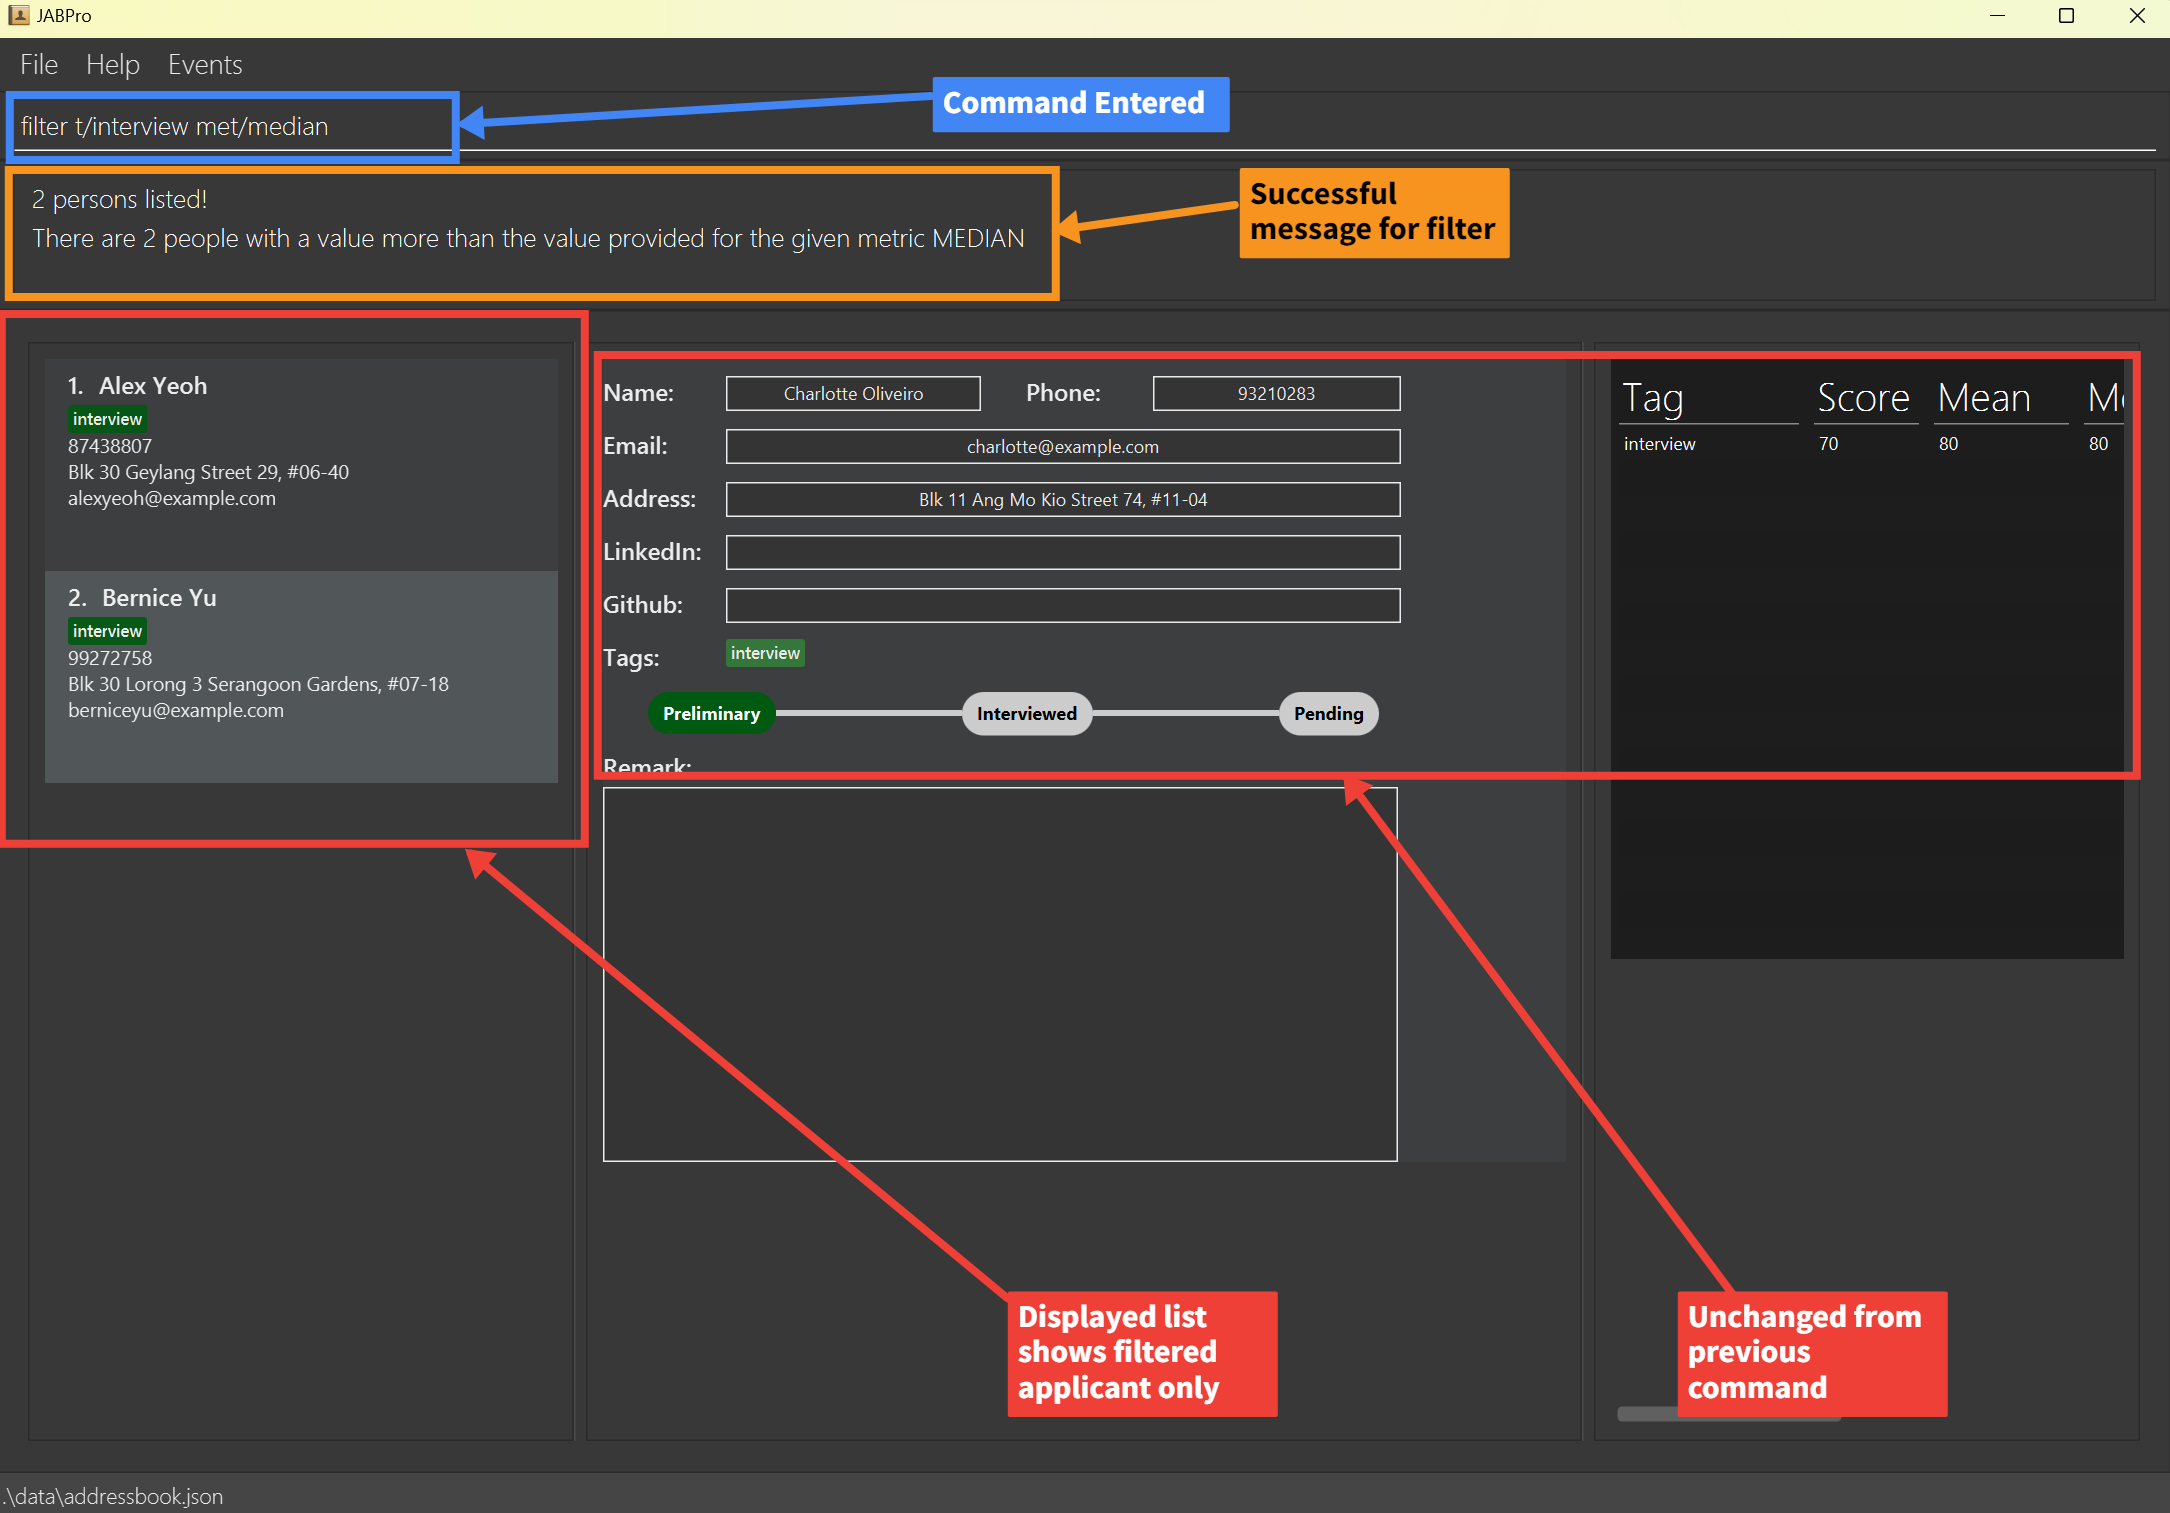 JABPro
File Help Events
filter t/interview met/median
Command Entered
2 persons listed!
There are 2 people with a value more than the value provided for the given metric MEDIAN
Successful
message for filter
1. Alex Yeoh
interview
87438807
Blk 30 Geylang Street 29, #06-40
alexyeoh@example.com
2. Bernice Yu
interview
99272758
Blk 30 Lorong 3 Serangoon Gardens, #07-18
berniceyu@example.com
Name: Charlotte Oliveiro Phone: 93210283
Email: charlotte@example.com
Address: Blk 11 Ang Mo Kio Street 74, #11-04
LinkedIn:
Github:
Tags: interview
Preliminary Interviewed Pending
Remark:
Tag Score Mean
interview 70 80 80
Displayed list
shows filtered
applicant only
Unchanged from
previous
command
.\data\addressbook.json